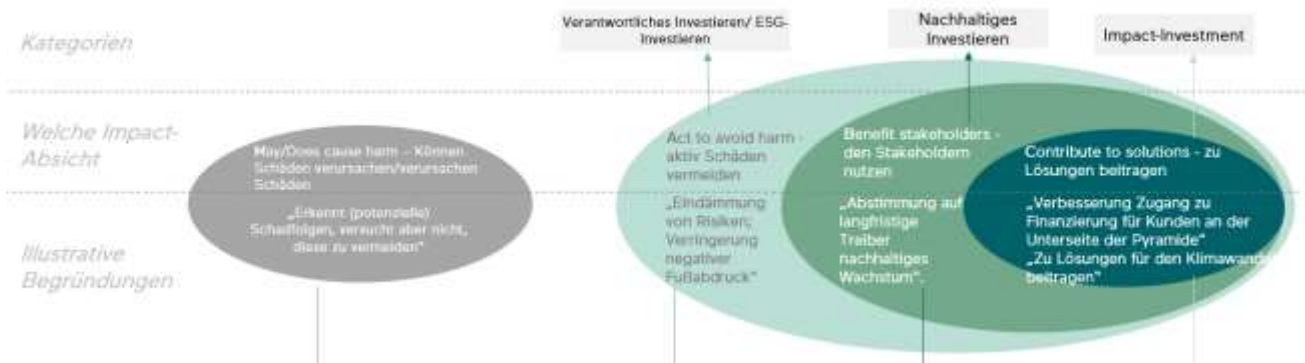 Kategorien
Verantwortliches Investieren/ ESG-
Investieren
Nachhaltiges
Investieren
Impact-Investment
Welche Impact-
Absicht
May/Does cause harm – Können
Schäden verursachen/verursachen
Schäden
Act to avoid harm -
aktiv Schäden
vermeiden
Benefit stakeholders -
den Stakeholdern
nutzen
Contribute to solutions - zu
Lösungen beitragen
Illustrative
Begründungen
„Erkennt (potenzielle)
Schadfolgen, versucht aber nicht,
diese zu vermeiden“
„Eindämmung
von Risiken,
Verringerung
negativer
Fußabdruck“
„Abstimmung auf
langfristige
Treiber
nachhaltiges
Wachstum“.
„Verbesserung Zugang zu
Finanzierung für Kunden an der
Unterseite der Pyramide“
„Zu Lösungen für den
beitragen“